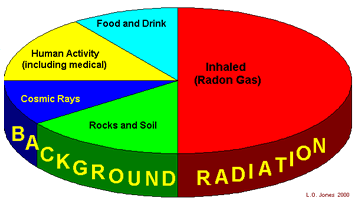 Food and Drink
Human Activity
(including medical)
Inhaled
(Radon Gas)
Cosmic Rays
Rocks and Soil
BACKGROUND RADIATION
L.O. Jones 2000